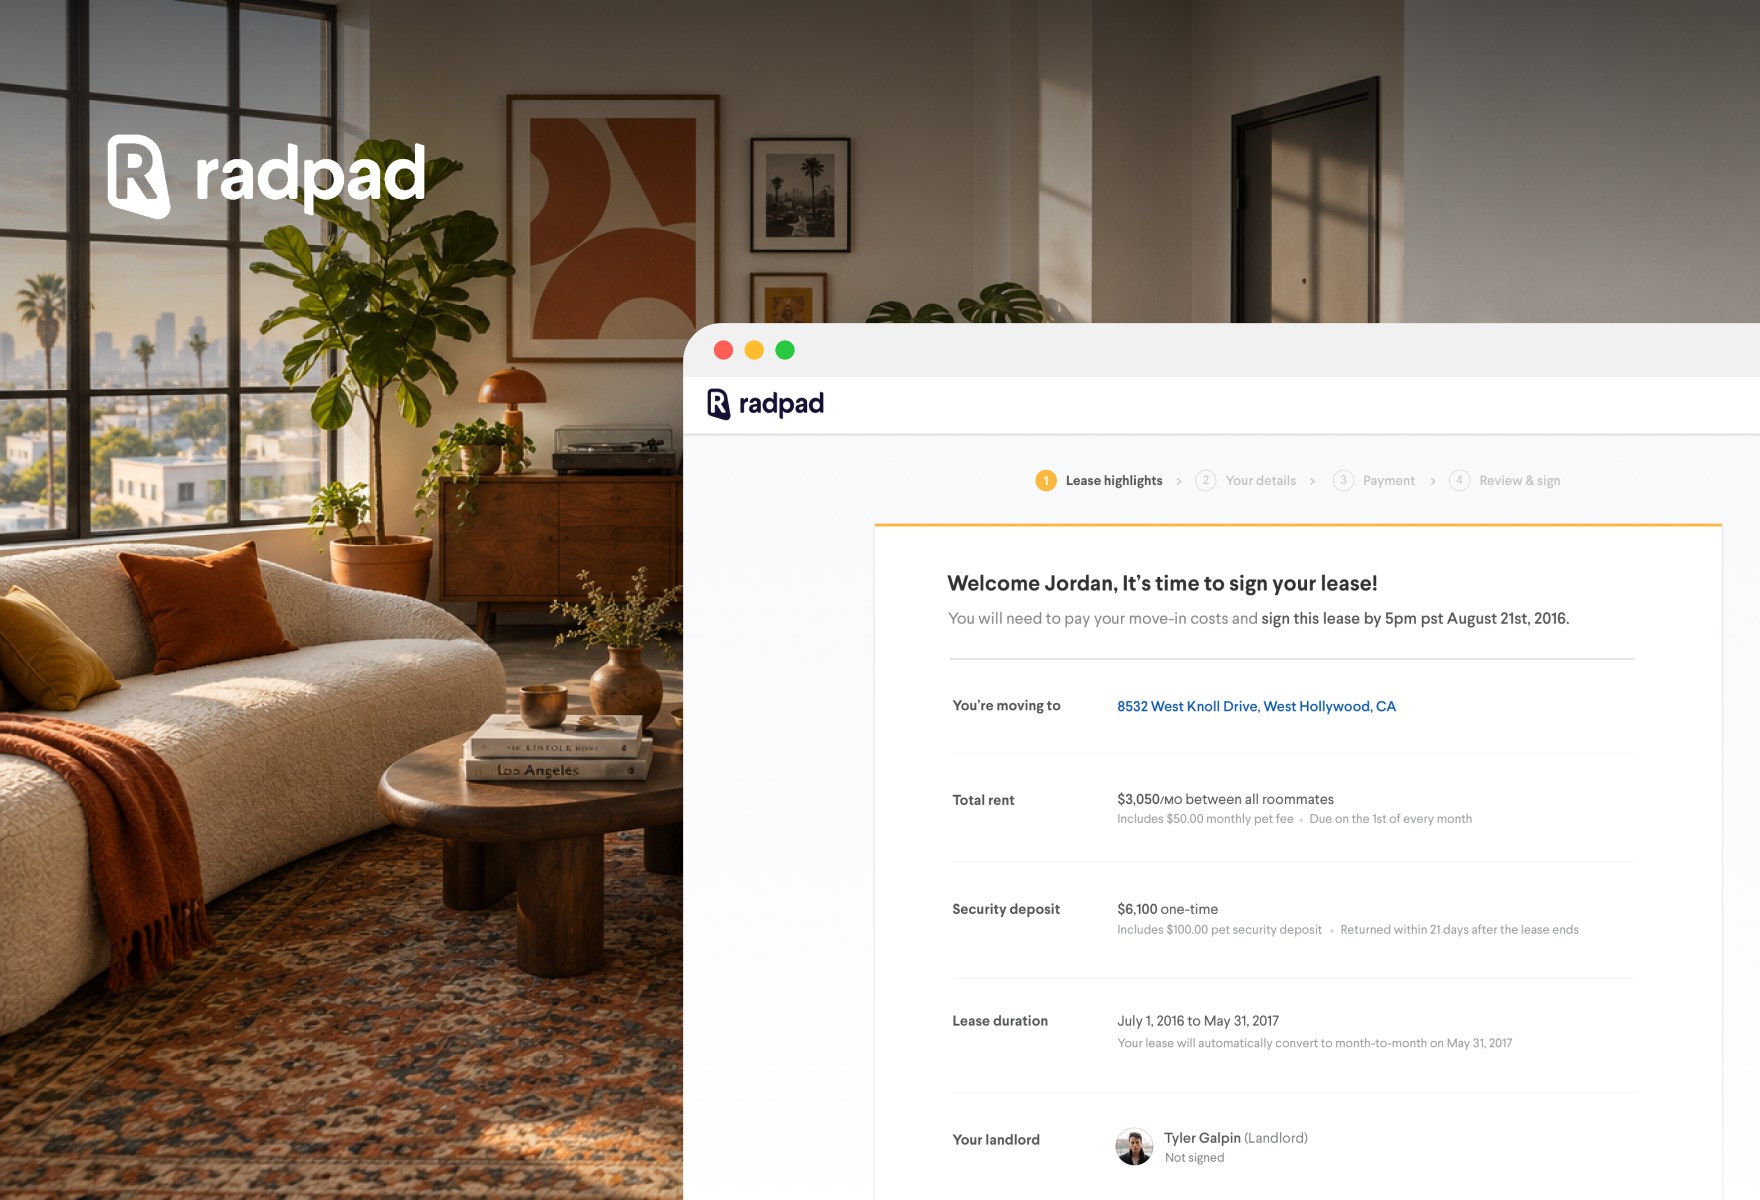 R radpad
R radpad
1 Lease highlights > 2 Your details > 3 Payment > 4 Review & sign
Welcome Jordan, It's time to sign your lease!
You will need to pay your move-in costs and sign this lease by 5pm pst August 21st, 2016.
You're moving to 8532 West Knoll Drive, West Hollywood, CA
Total rent $3,050/MO between all roommates
Includes $50.00 monthly pet fee • Due on the 1st of every month
Security deposit $6,100 one-time
Includes $100.00 pet security deposit • Returned within 21 days after the lease ends
Los Angeles
Lease duration July 1, 2016 to May 31, 2017
Your lease will automatically convert to month-to-month on May 31, 2017
Your landlord Tyler Galpin (Landlord)
Not signed